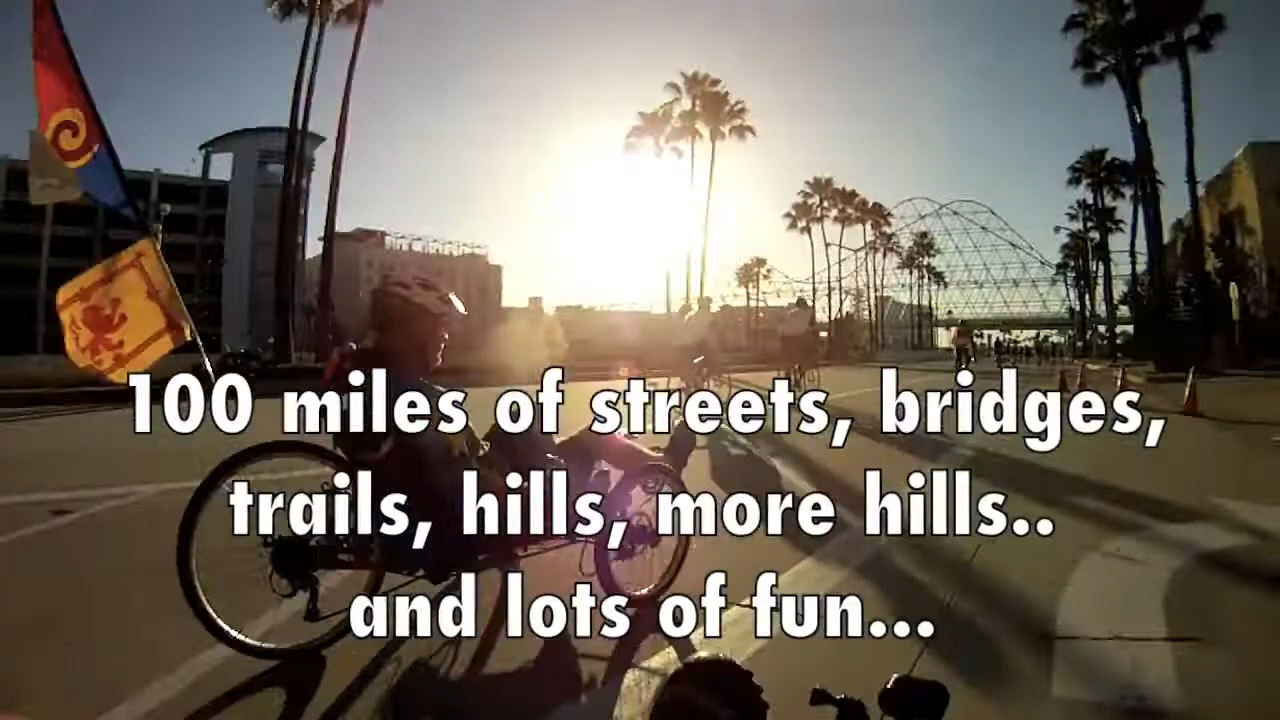 100 miles of streets, bridges,
trails, hills, more hills..
and lots of fun...